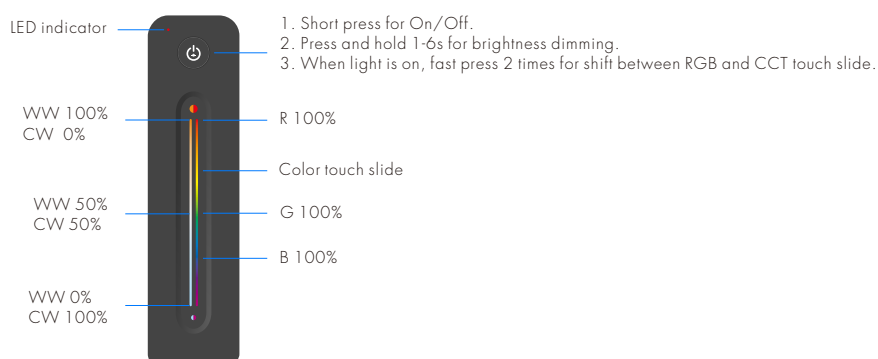 LED indicator
1. Short press for On/Off.
2. Press and hold 1-6s for brightness dimming.
3. When light is on, fast press 2 times for shift between RGB and CCT touch slide.
WW 100%
CW 0%
R 100%
Color touch slide
WW 50%
CW 50%
G 100%
B 100%
WW 0%
CW 100%